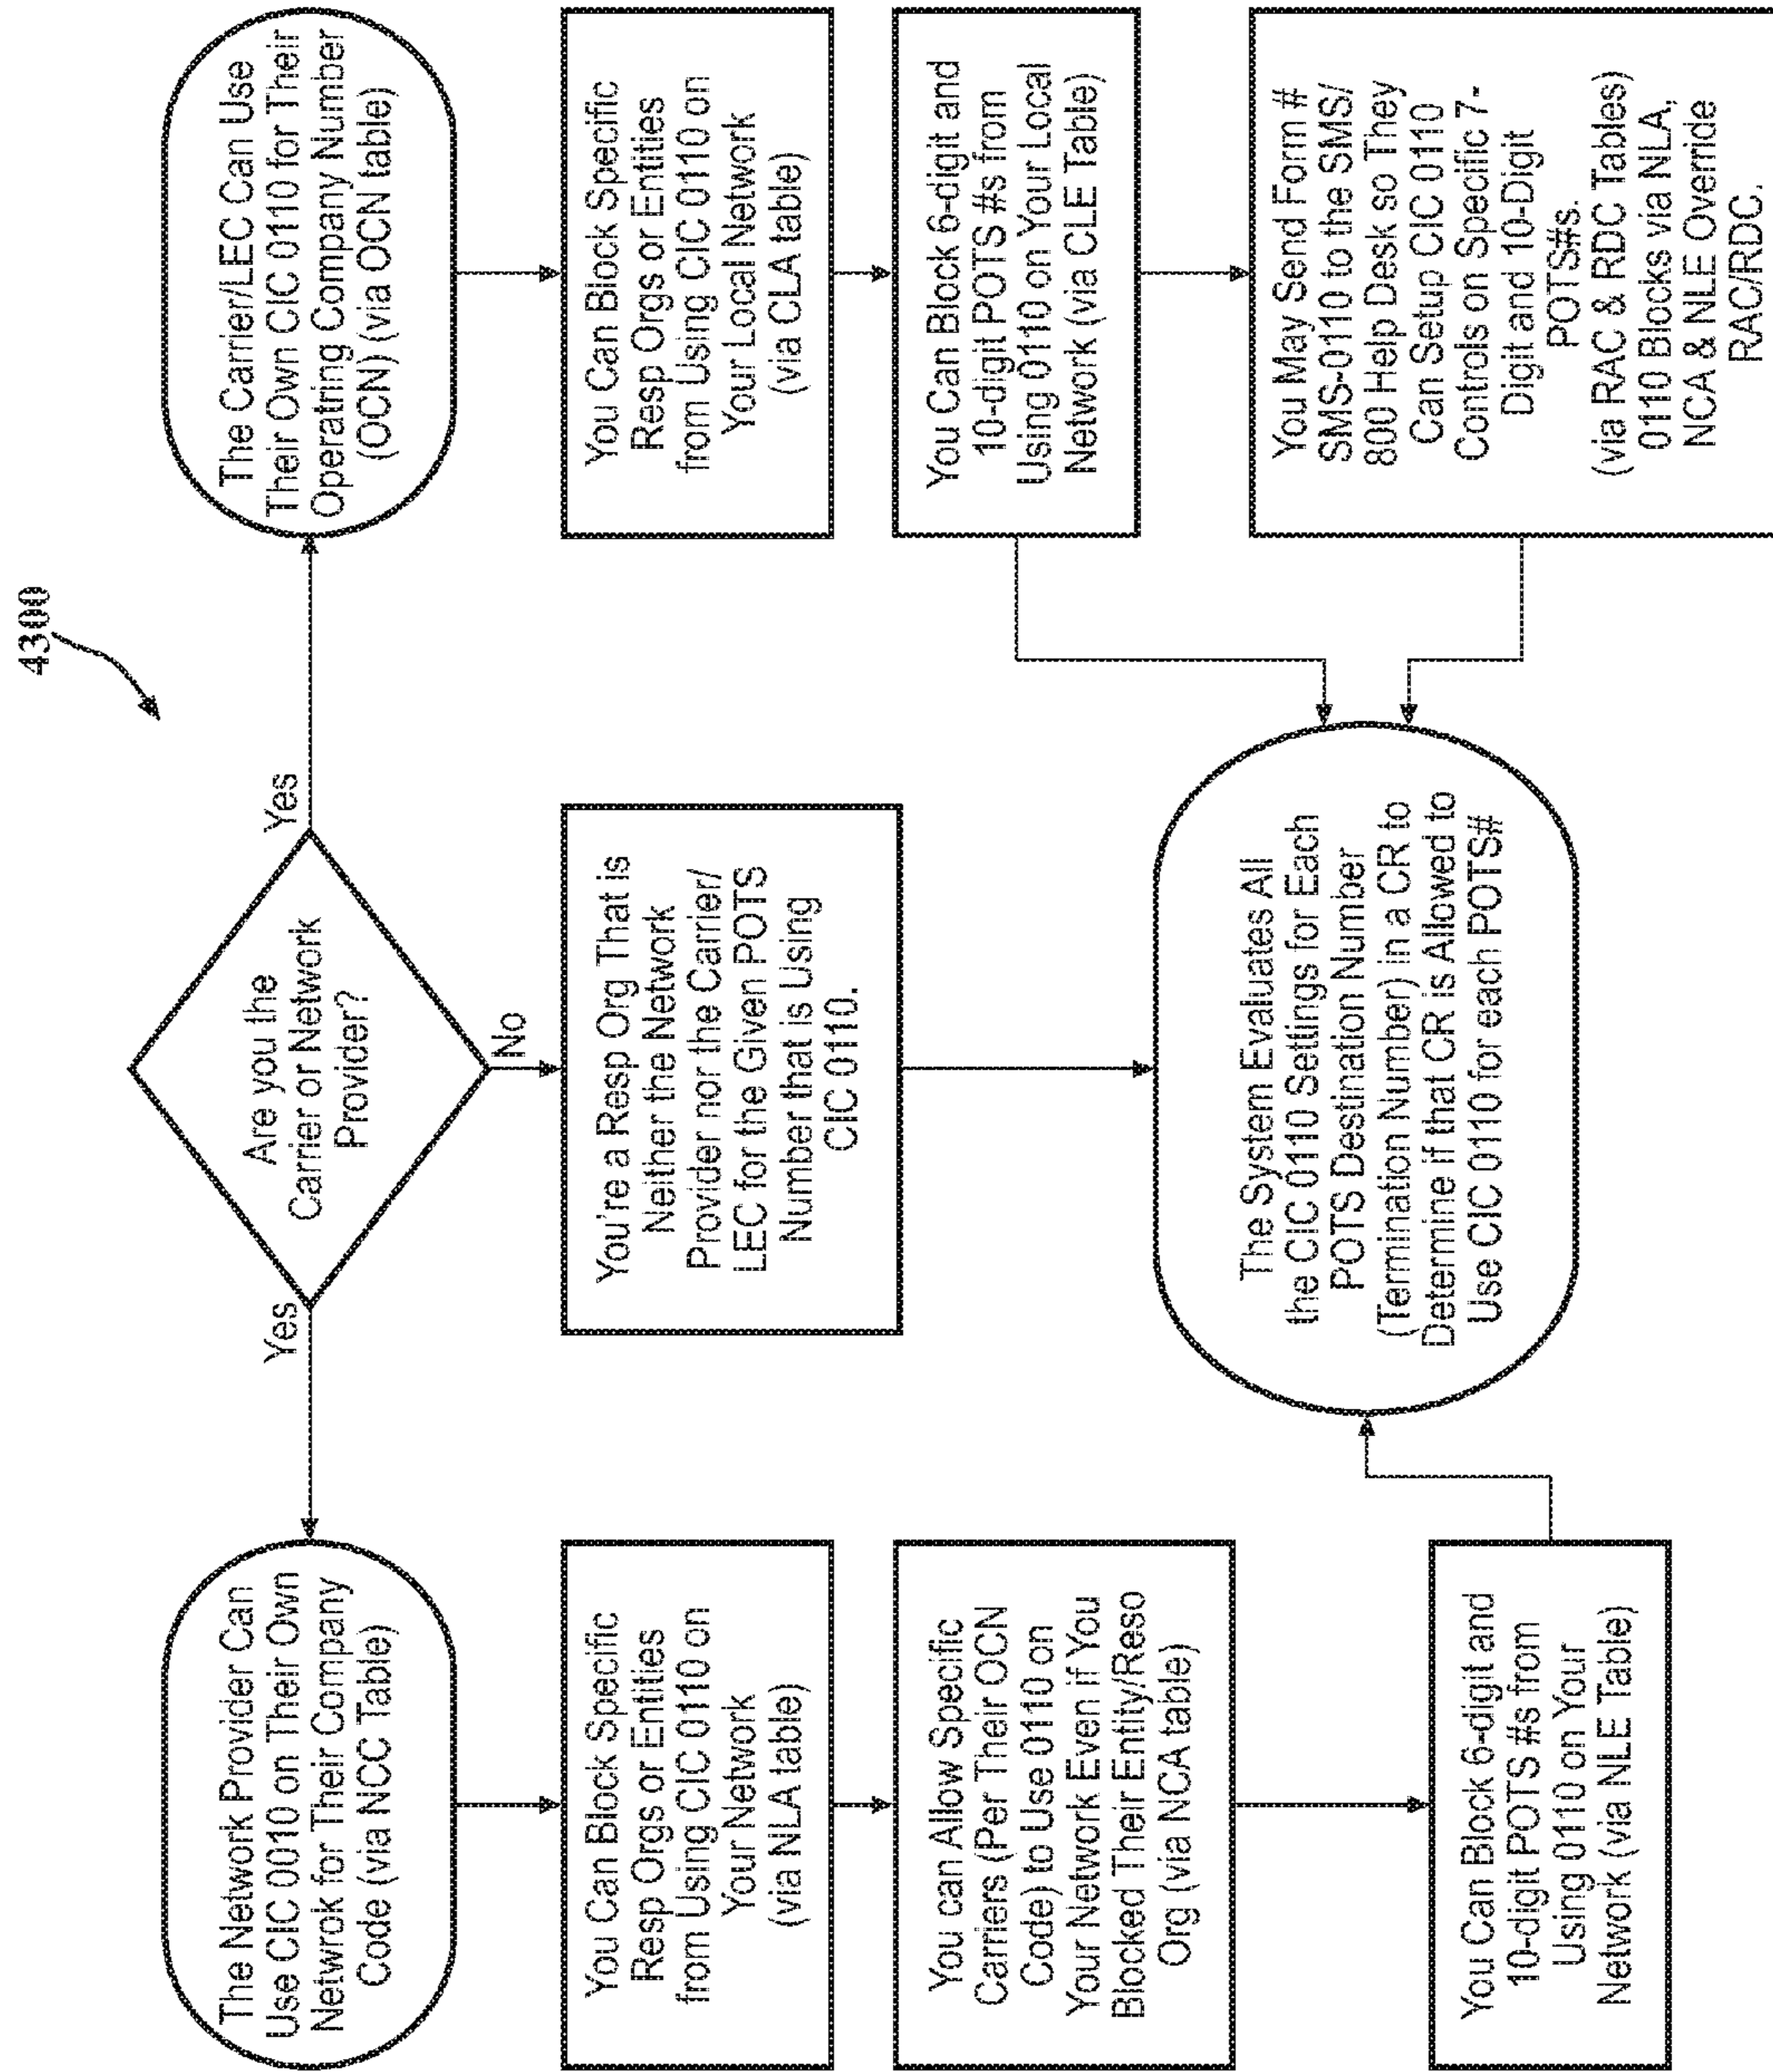 4300
Are you the
Carrier or Network
Provider?
Yes
Yes
No
The Network Provider Can
Use CIC 0010 on Their Own
Netwrok for Their Company
Code (via NCC Table)
You Can Block Specific
Resp Orgs or Entities
from Using CIC 0110 on
Your Network
(via NLA table)
You can Allow Specific
Carriers (Per Their OCN
Code) to Use 0110 on
Your Network Even if You
Blocked Their Entity/Reso
Org (via NCA table)
You Can Block 6-digit and
10-digit POTS #s from
Using 0110 on Your
Network (via NLE Table)
You're a Resp Org That is
Neither the Network
Provider nor the Carrier/
LEC for the Given POTS
Number that is Using
CIC 0110.
The System Evaluates All
the CIC 0110 Settings for Each
POTS Destination Number
(Termination Number) in a CR to
Determine if that CR is Allowed to
Use CIC 0110 for each POTS#
The Carrier/LEC Can Use
Their Own CIC 0110 for Their
Operatring Company Number
(OCN) (via OCN table)
You Can Block Specific
Resp Orgs or Entities
from Using CIC 0110 on
Your Local Network
(via CLA table)
You Can Block 6-digit and
10-digit POTS #s from
Using 0110 on Your Local
Network (via CLE Table)
You May Send Form #
SMS-0110 to the SMS/
800 Help Desk so They
Can Setup CIC 0110
Controls on Specific 7-
Digit and 10-Digit
POTS#s.
(via RAC & RDC Tables)
0110 Blocks via NLA,
NCA & NLE Override
RAC/RDC.